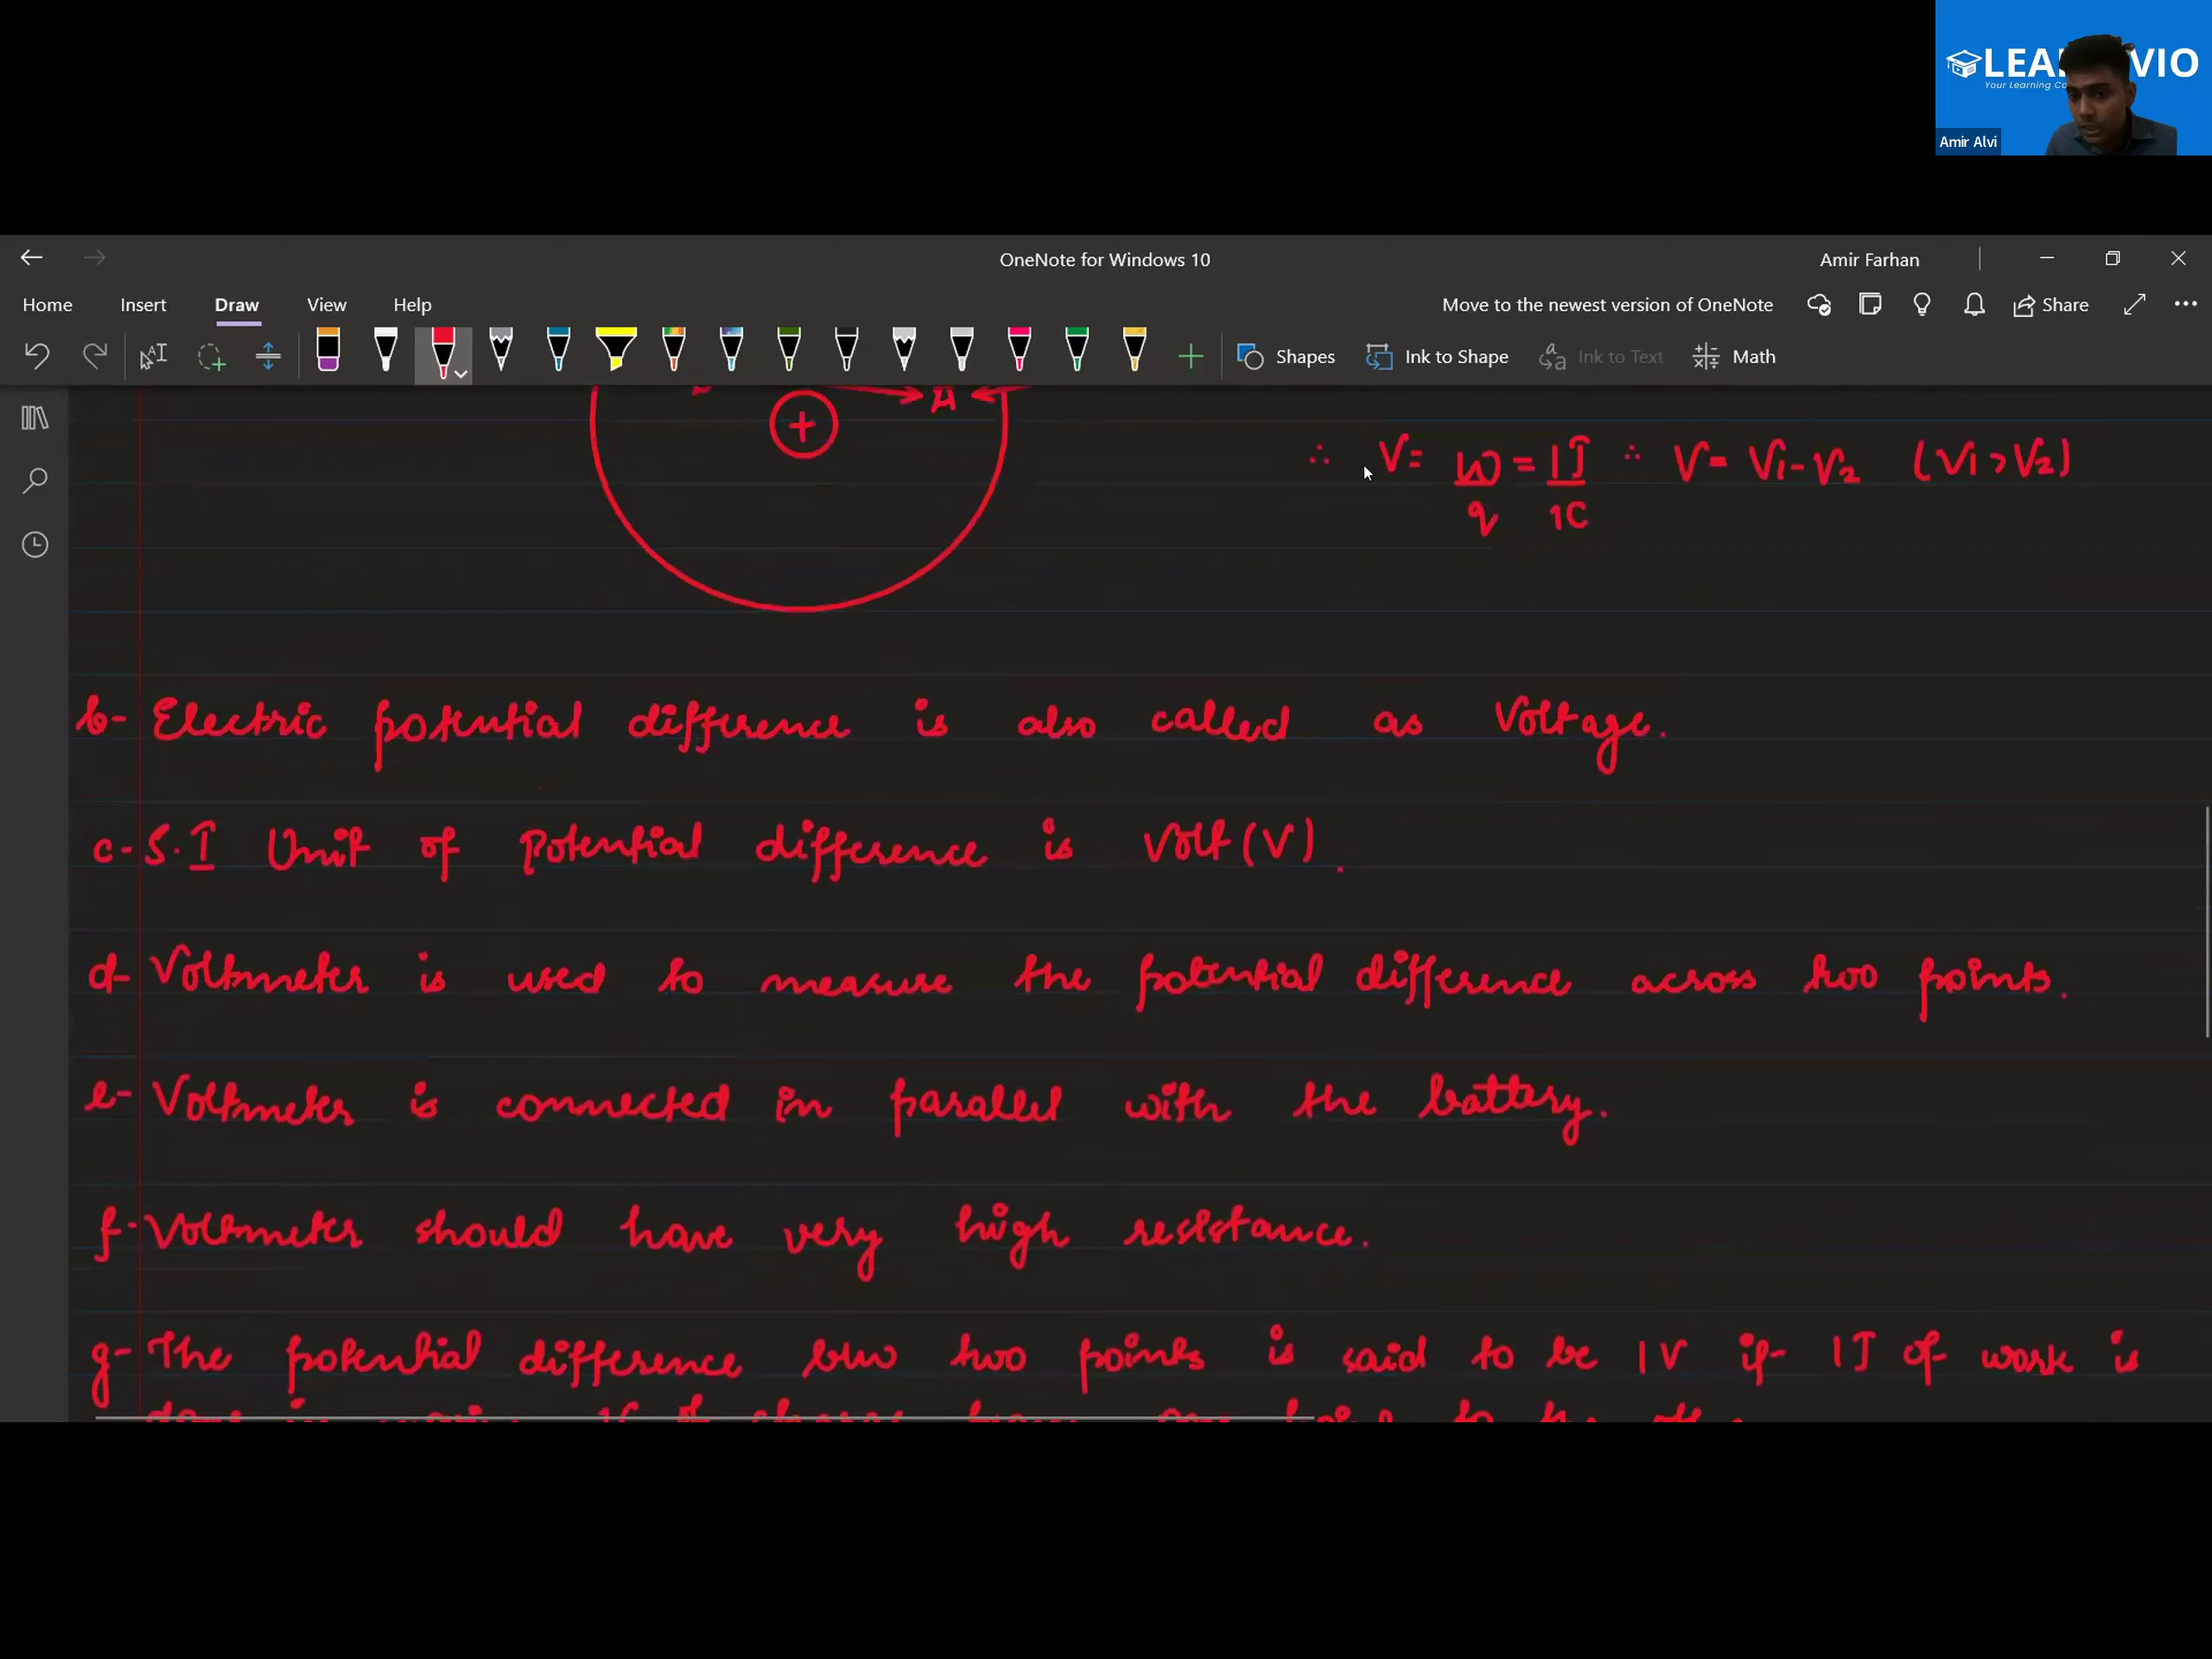 LEA VIO
Your Learning Co
Amir Alvi
OneNote for Windows 10
Amir Farhan
Home Insert Draw View Help
Move to the newest version of OneNote
Share
Shapes
Ink to Shape
Ink to Text
Math
A
+
∴ V = W/q = 1J/1C ∴ V = V1 - V2 (V1 > V2)
b- Electric potential difference is also called as Voltage.
c- S.I Unit of Potential difference is Volt (V).
d- Voltmeter is used to measure the potential difference across two points.
e- Voltmeter is connected in parallel with the battery.
f- Voltmeter should have very high resistance.
g- The potential difference b/w two points is said to be 1V if 1J of work is